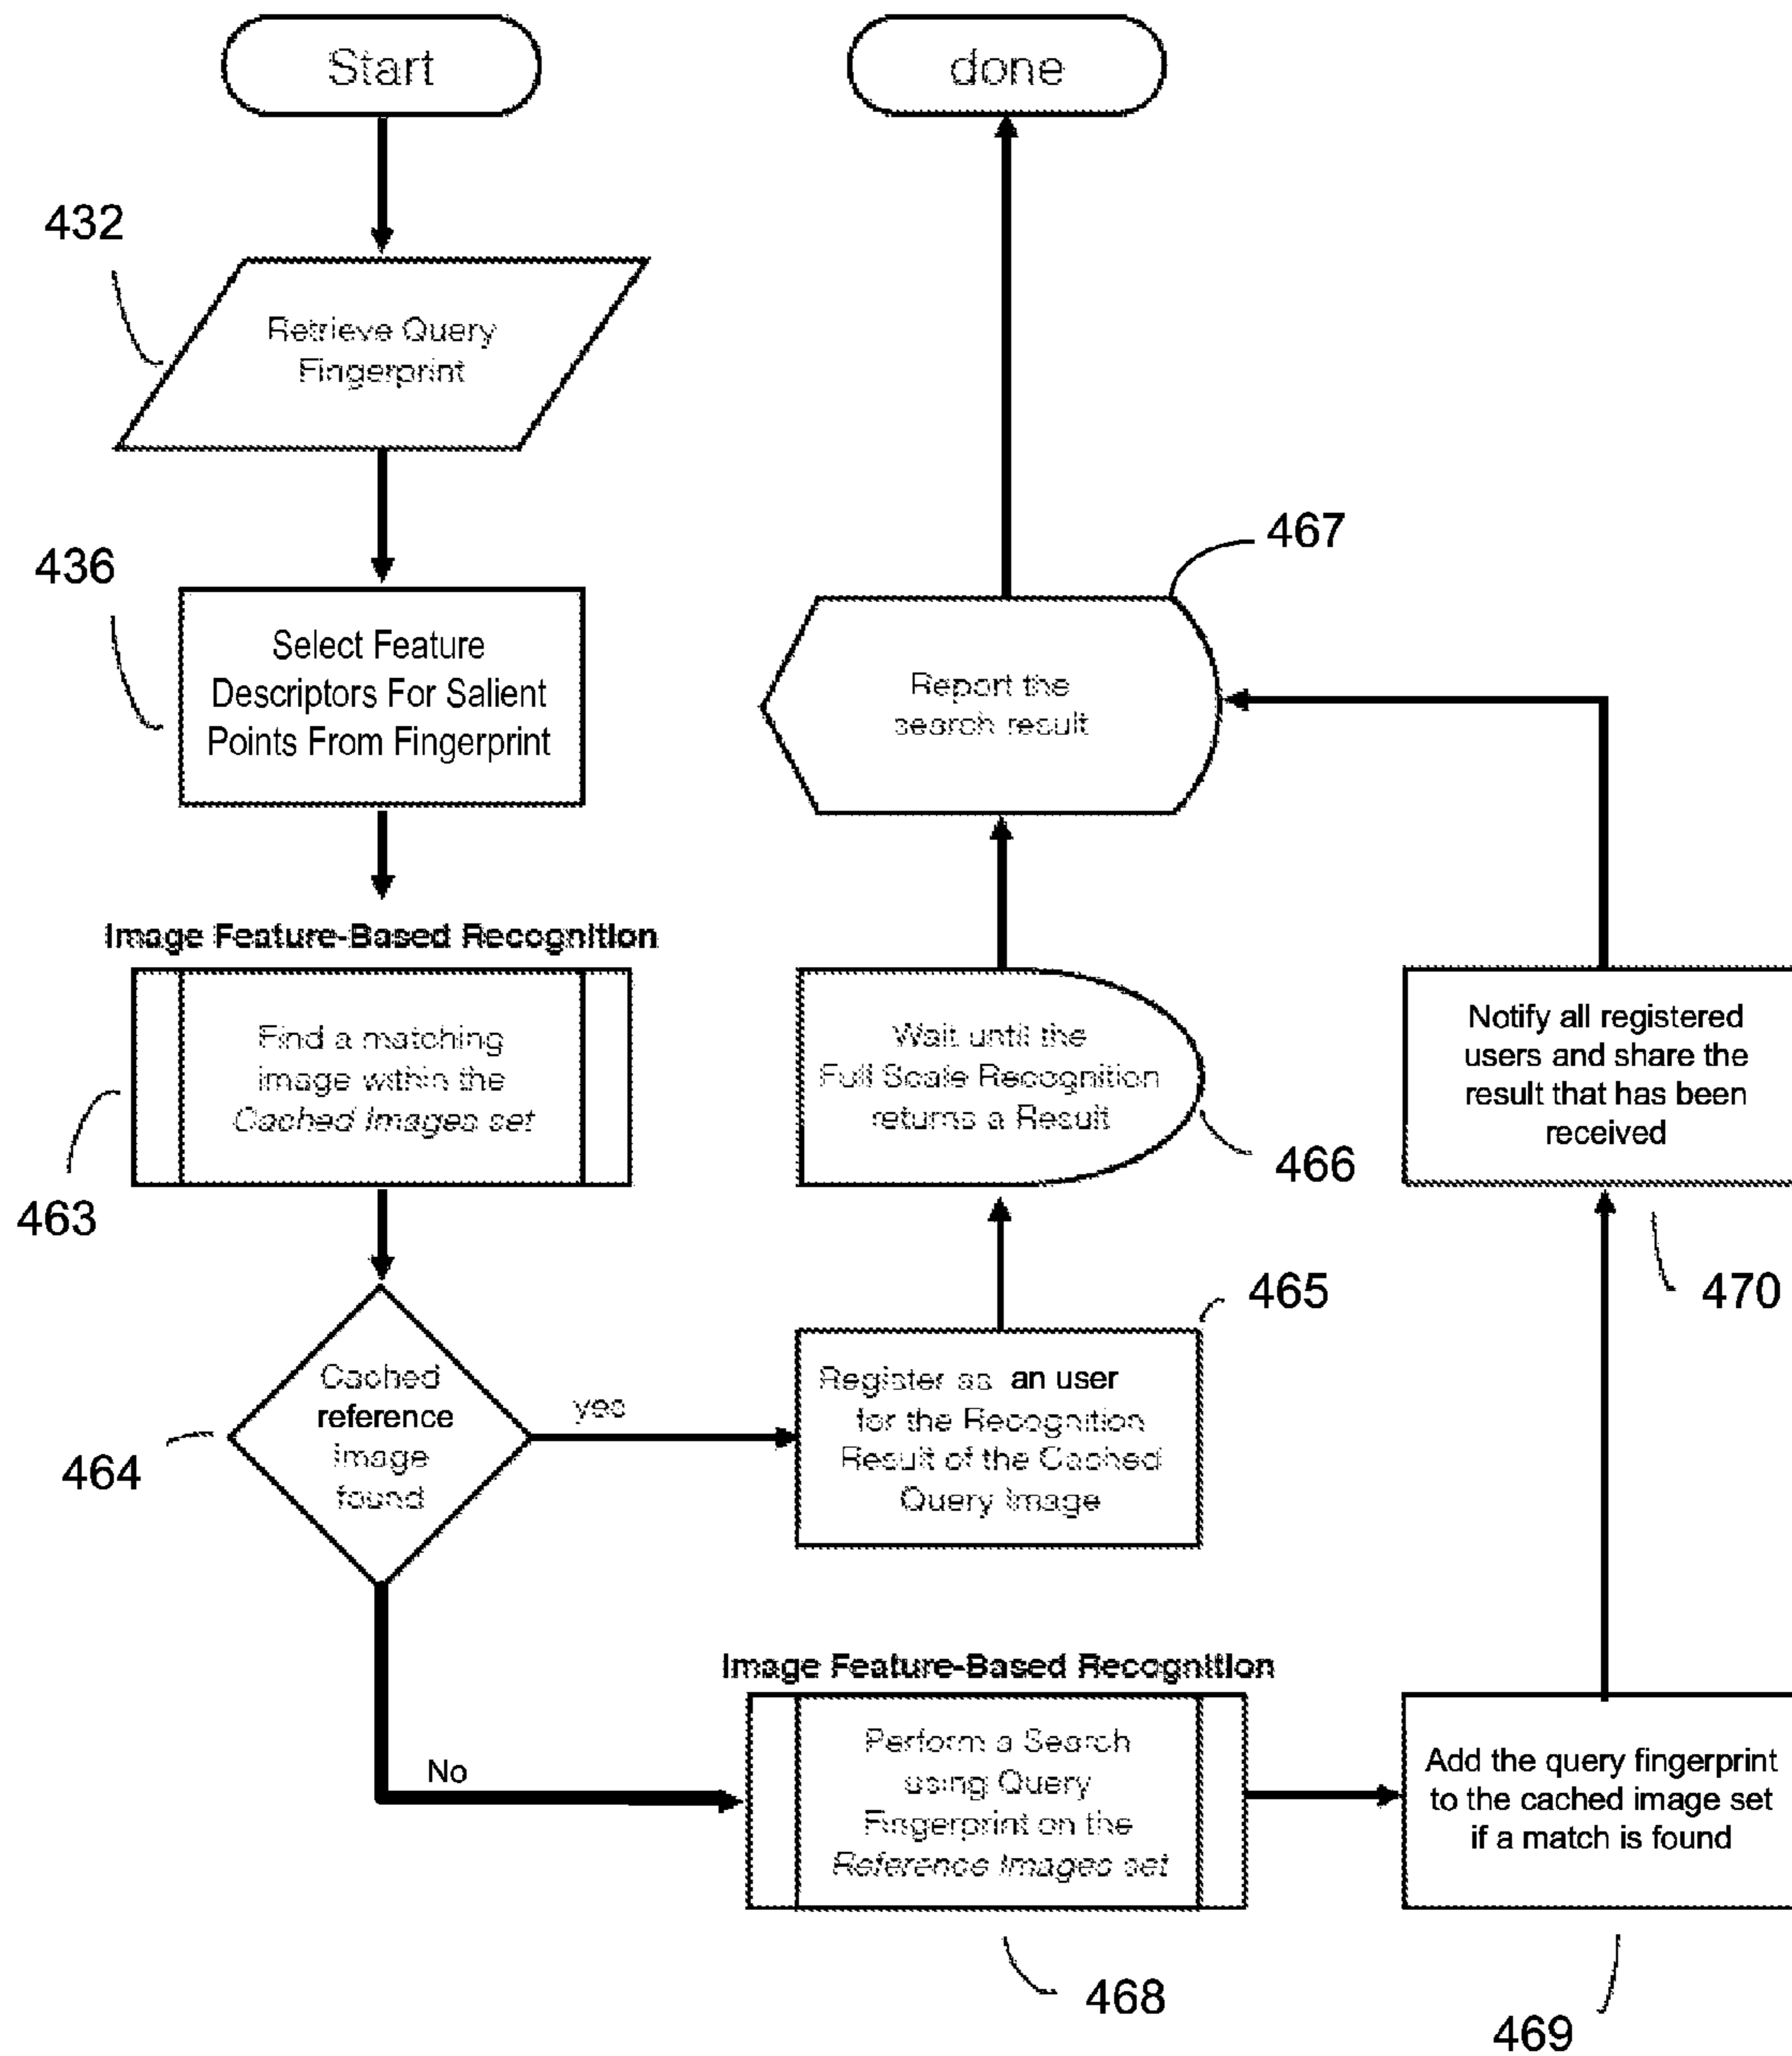 Start
done
432
Retrieve Query
Fingerprint
436
Select Feature
Descriptors For Salient
Points From Fingerprint
467
Report the
search result
Image Feature-Based Recognition
Find a matching
image within the
Cached Images set
463
Wait until the
Full Scale Recognition
returns a Result
466
Notify all registered
users and share the
result that has been
received
470
Cached
reference
image
found
464
yes
465
Register as an user
for the Recognition
Result of the Cached
Query Image
No
Image Feature-Based Recognition
Perform a Search
using Query
Fingerprint on the
Reference Images set
468
Add the query fingerprint
to the cached image set
if a match is found
469